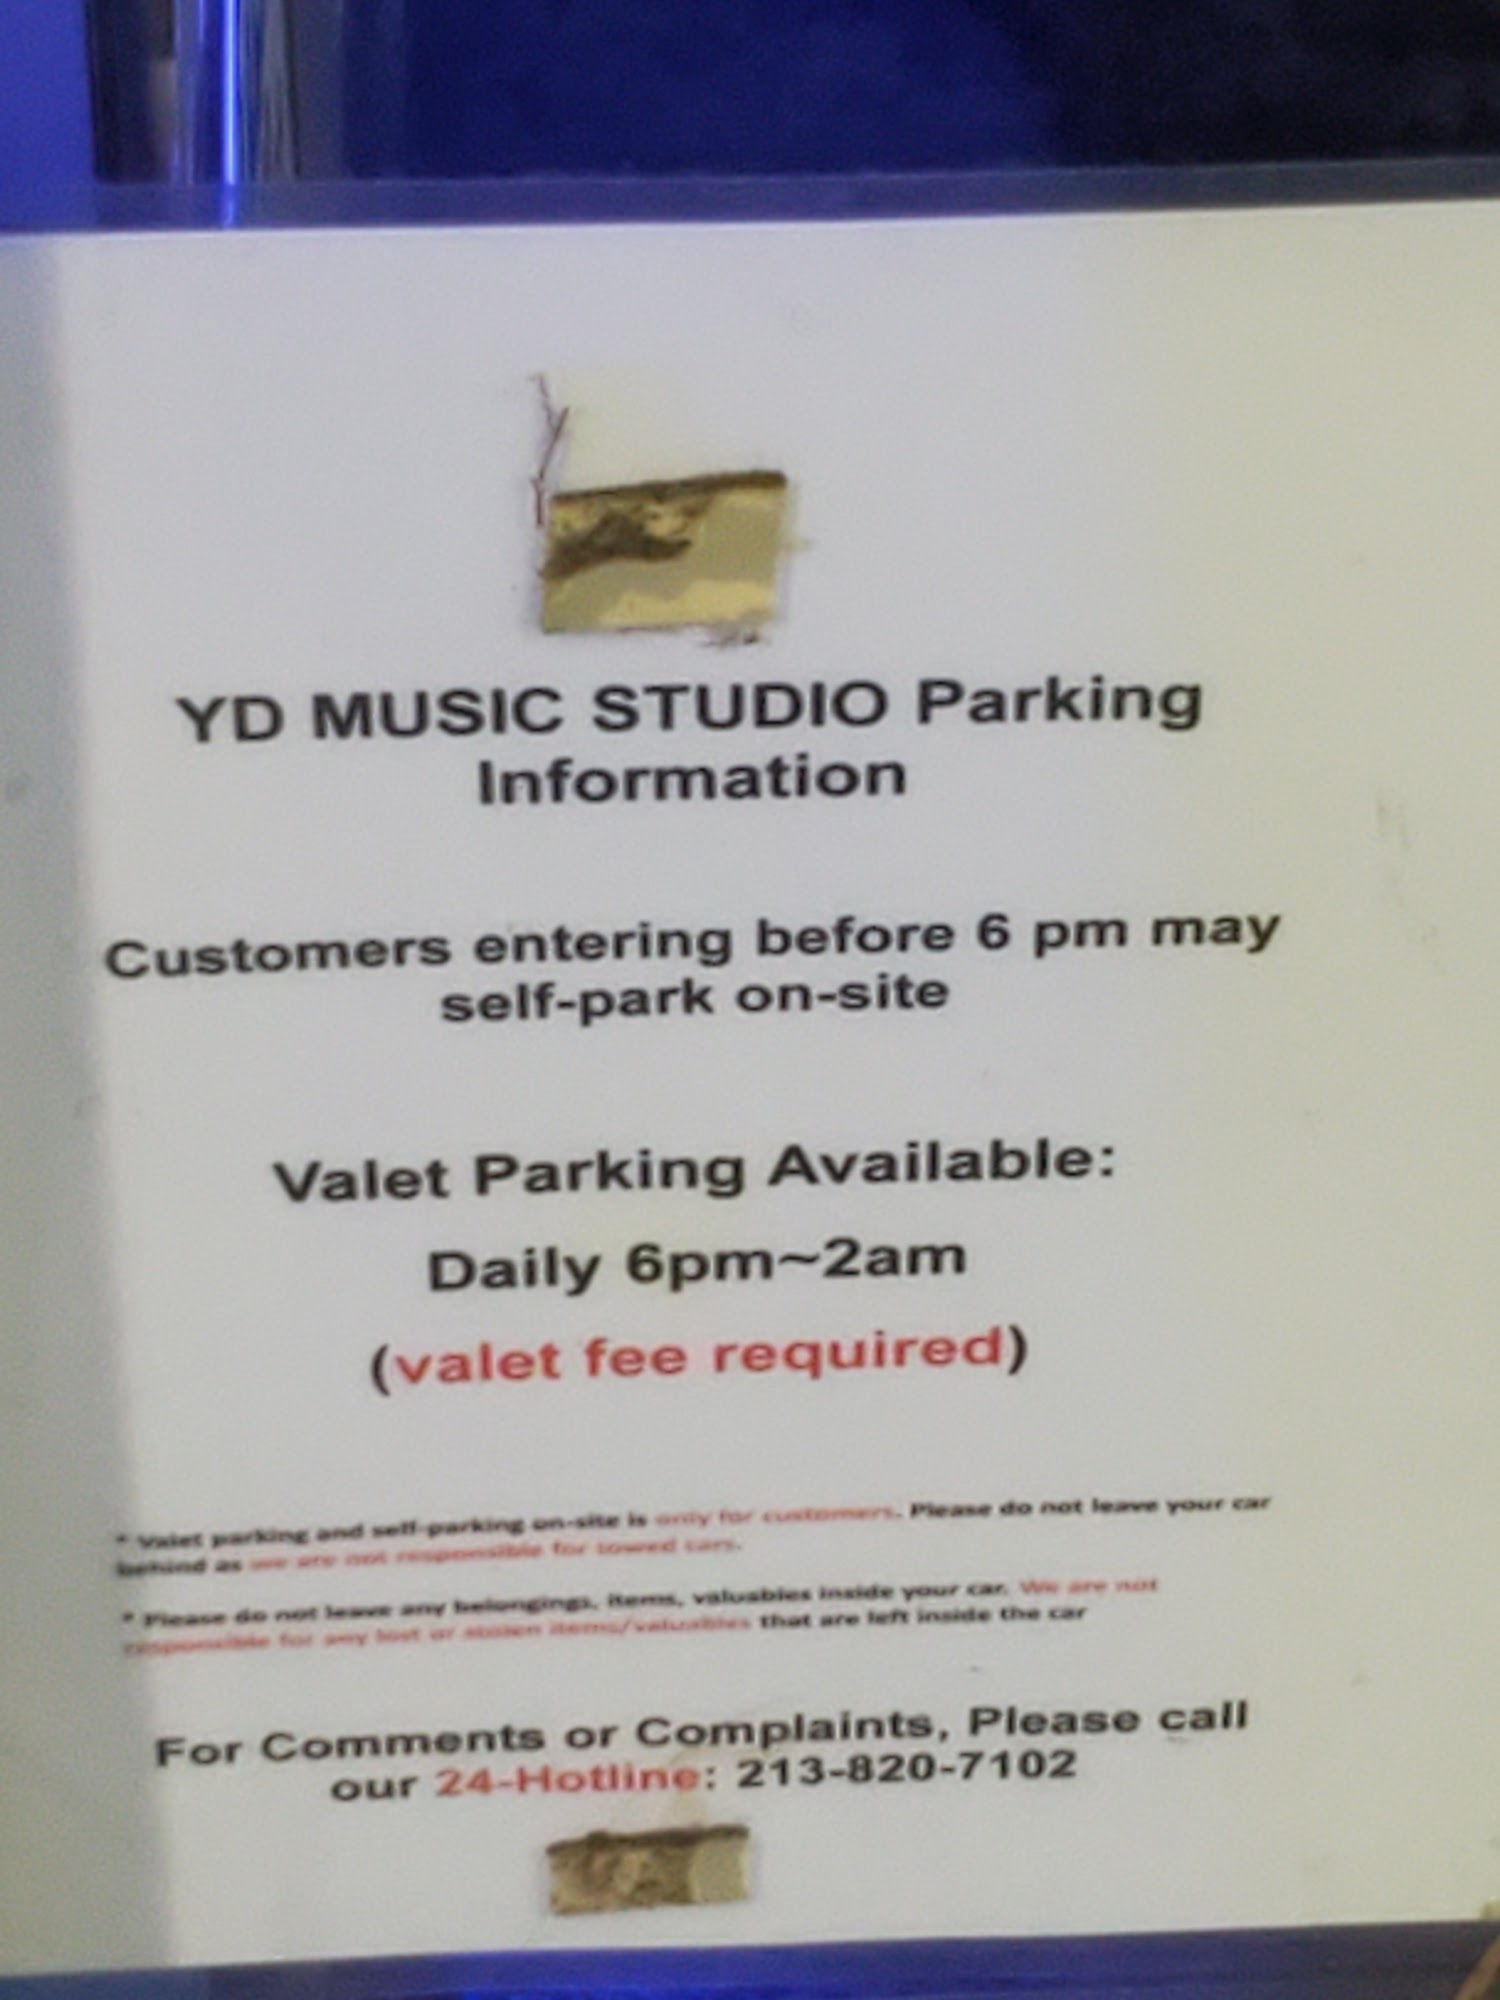 YD MUSIC STUDIO Parking
Information
Customers entering before 6 pm may
self-park on-site
Valet Parking Available:
Daily 6pm~2am
(valet fee required)
* Valet parking and self-parking on-site is only for customers. Please do not leave your car
behind as we are not responsible for towed cars.
* Please do not leave any belongings, items, valuables inside your car. We are not
responsible for any lost or stolen items/valuables that are left inside the car
For Comments or Complaints, Please call
our 24-Hotline: 213-820-7102